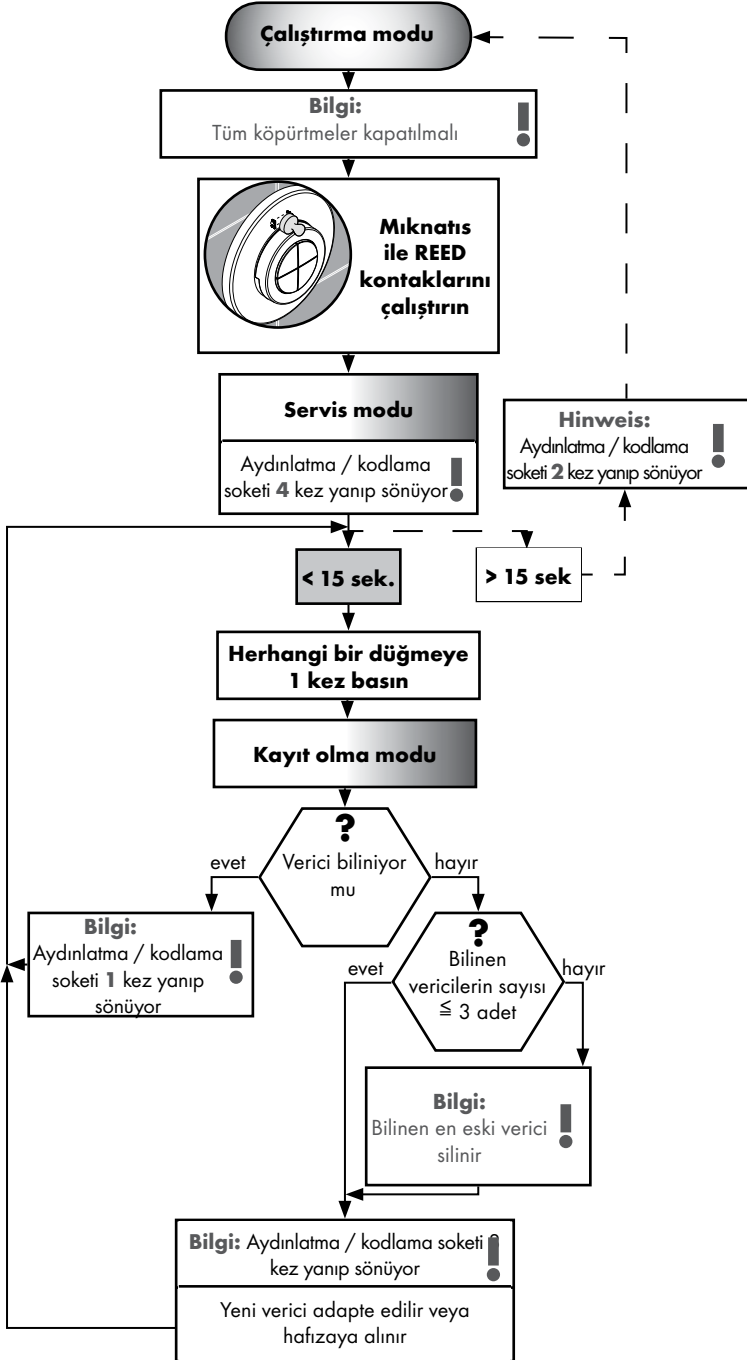 Çalıştırma modu
Bilgi:
Tüm köpürtmeler kapatılmalı
!
Mıknatıs
ile REED
kontaklarını
çalıştırın
Servis modu
Aydınlatma / kodlama
soketi 4 kez yanıp sönüyor
!
Hinweis:
Aydınlatma / kodlama
soketi 2 kez yanıp sönüyor
!
< 15 sek.
> 15 sek
Herhangi bir düğmeye
1 kez basın
Kayıt olma modu
?
Verici biliniyor
mu
evet
hayır
Bilgi:
Aydınlatma / kodlama
soketi 1 kez yanıp
sönüyor
!
?
Bilinen
vericilerin sayısı
≦ 3 adet
evet
hayır
Bilgi:
Bilinen en eski verici
silinir
!
Bilgi: Aydınlatma / kodlama soketi
kez yanıp sönüyor
!
Yeni verici adapte edilir veya
hafızaya alınır